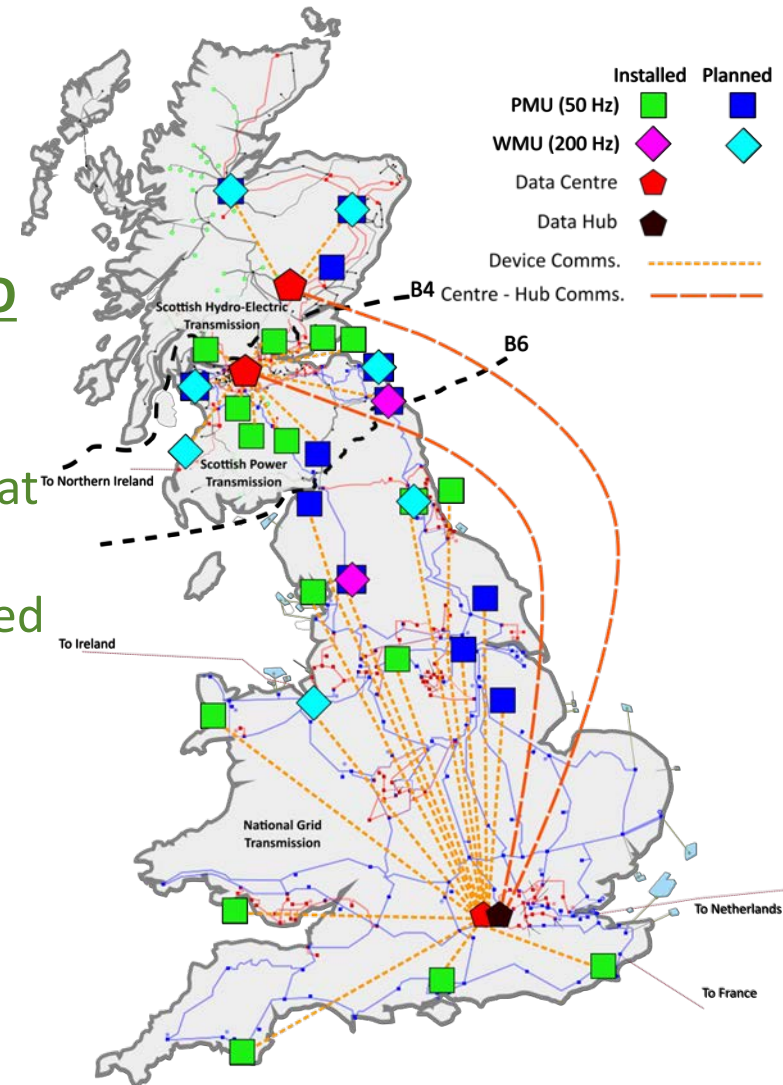 Installed Planned
PMU (50 Hz)
WMU (200 Hz)
Data Centre
Data Hub
Device Comms.
Centre - Hub Comms.
B4
B6
Scottish Hydro-Electric
Transmission
at
To Northern Ireland
Scottish Power
Transmission
ed
To Ireland
National Grid
Transmission
To Netherlands
To France